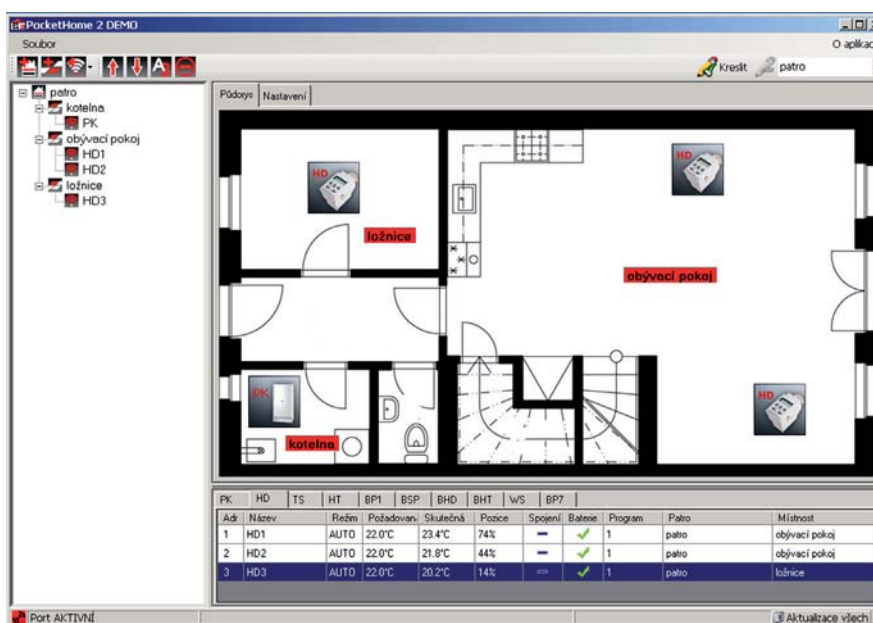 PocketHome 2 DEMO
Soubor O aplikac
Kreslit patro
patro
kotelna
PK
obývací pokoj
HD1
HD2
ložnice
HD3
Půdorys Nastavení
HD
HD
ložnice
obývací pokoj
PK
HD
kotelna
PK HD TS HT BP1 BSP BHD BHT WS BP7
Adr Název Režim Požadovan Skutečná Pozice Spojení Baterie Program Patro Místnost
1 HD1 AUTO 22.0°C 23.4°C 74% 1 patro obývací pokoj
2 HD2 AUTO 22.0°C 21.8°C 44% 1 patro obývací pokoj
3 HD3 AUTO 22.0°C 20.2°C 14% 1 patro ložnice
Port AKTIVNÍ Aktualizace všech